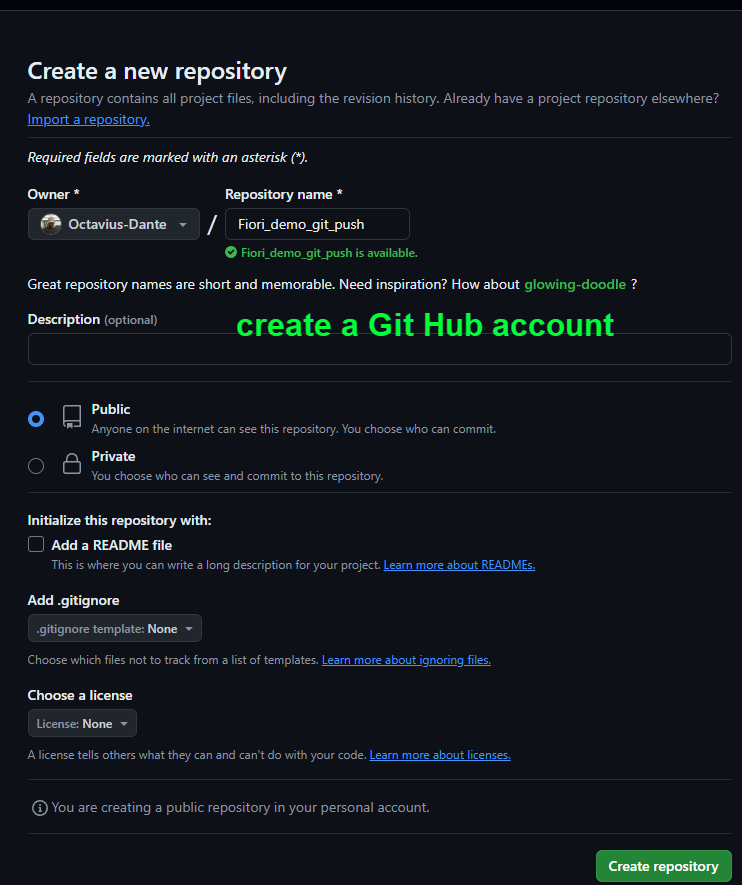 Create a new repository
A repository contains all project files, including the revision history. Already have a project repository elsewhere?
Import a repository.
Required fields are marked with an asterisk (*).
Owner *
Repository name *
Octavius-Dante
/
Fiori_demo_git_push
Fiori_demo_git_push is available.
Great repository names are short and memorable. Need inspiration? How about glowing-doodle ?
Description (optional)
create a Git Hub account
Public
Anyone on the internet can see this repository. You choose who can commit.
Private
You choose who can see and commit to this repository.
Initialize this repository with:
Add a README file
This is where you can write a long description for your project. Learn more about READMEs.
Add .gitignore
.gitignore template: None
Choose which files not to track from a list of templates. Learn more about ignoring files.
Choose a license
License: None
A license tells others what they can and can't do with your code. Learn more about licenses.
You are creating a public repository in your personal account.
Create repository